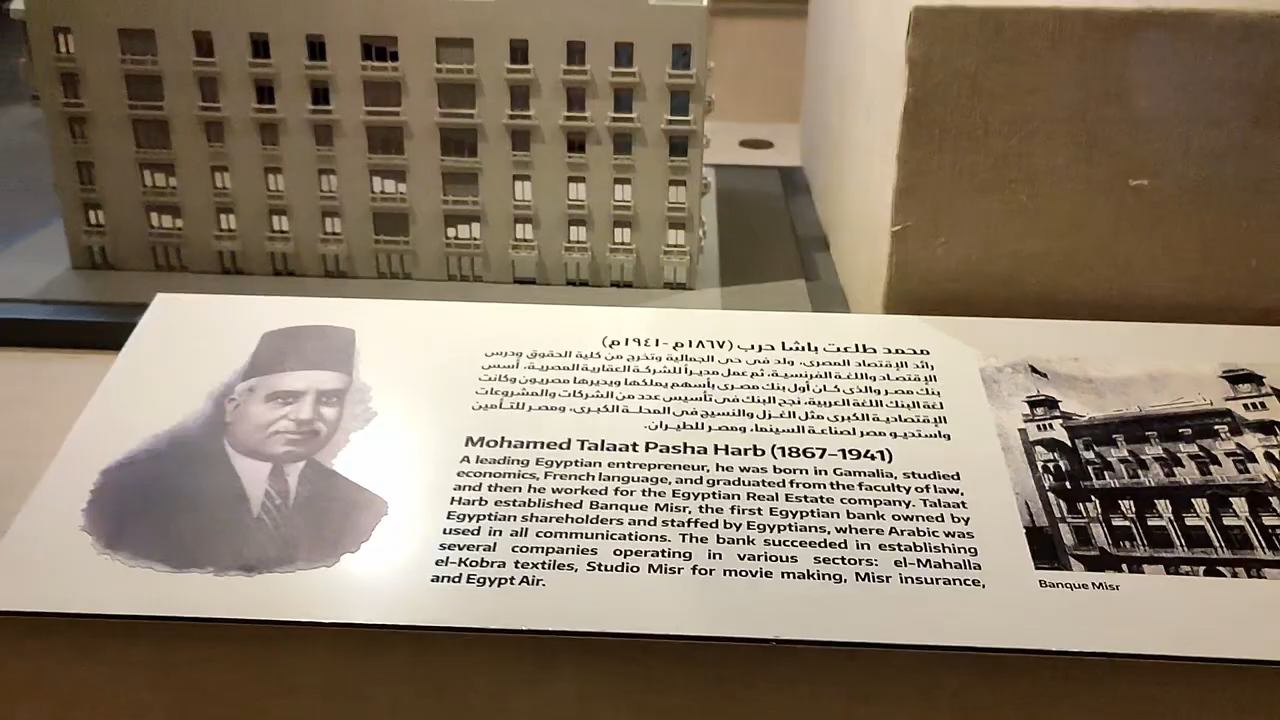 محمد طلعت باشا حرب (١٨٦٧م -١٩٤١م)
رائد الإقتصاد المصرى، ولد فى حى الجمالية وتخرج من كلية الحقوق ودرس
الإقتصاد واللغة الفرنسية، ثم عمل مديراً للشركة العقارية المصرية، أسس
بنك مصر والذى كان أول بنك مصرى بأسهم يملكها ويديرها مصريون وكانت
لغة البنك اللغة العربية، نجح البنك فى تأسيس عدد من الشركات والمشروعات
الإقتصادية الكبرى مثل الغزل والنسيج فى المحلة الكبرى، ومصر للتأمين
واستديو مصر لصناعة السينما، ومصر للطيران.
Mohamed Talaat Pasha Harb (1867–1941)
A leading Egyptian entrepreneur, he was born in Gamalia, studied
economics, French language, and graduated from the faculty of law,
and then he worked for the Egyptian Real Estate company. Talaat
Harb established Banque Misr, the first Egyptian bank owned by
Egyptian shareholders and staffed by Egyptians, where Arabic was
used in all communications. The bank succeeded in establishing
several companies operating in various sectors: el-Mahalla
el-Kobra textiles, Studio Misr for movie making, Misr insurance,
and Egypt Air.
Banque Misr